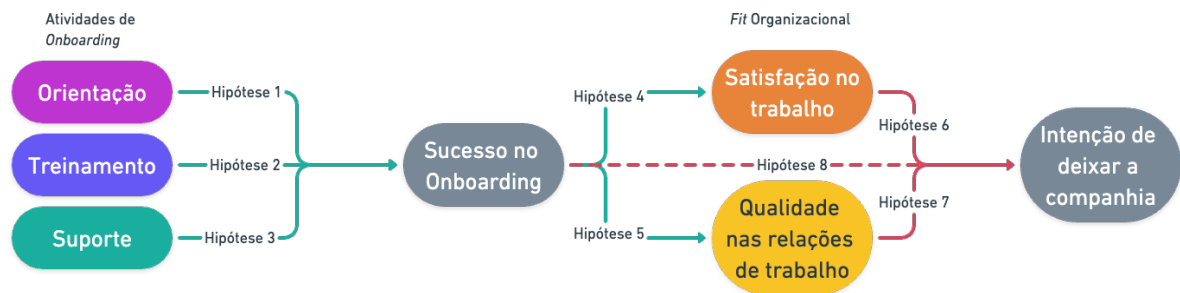 Atividades de
Onboarding
Orientação
Treinamento
Suporte
Hipótese 1
Hipótese 2
Hipótese 3
Sucesso no
Onboarding
Hipótese 4
Hipótese 5
Fit Organizacional
Satisfação no
trabalho
Qualidade
nas relações
de trabalho
Hipótese 6
Hipótese 8
Hipótese 7
Intenção de
deixar a
companhia